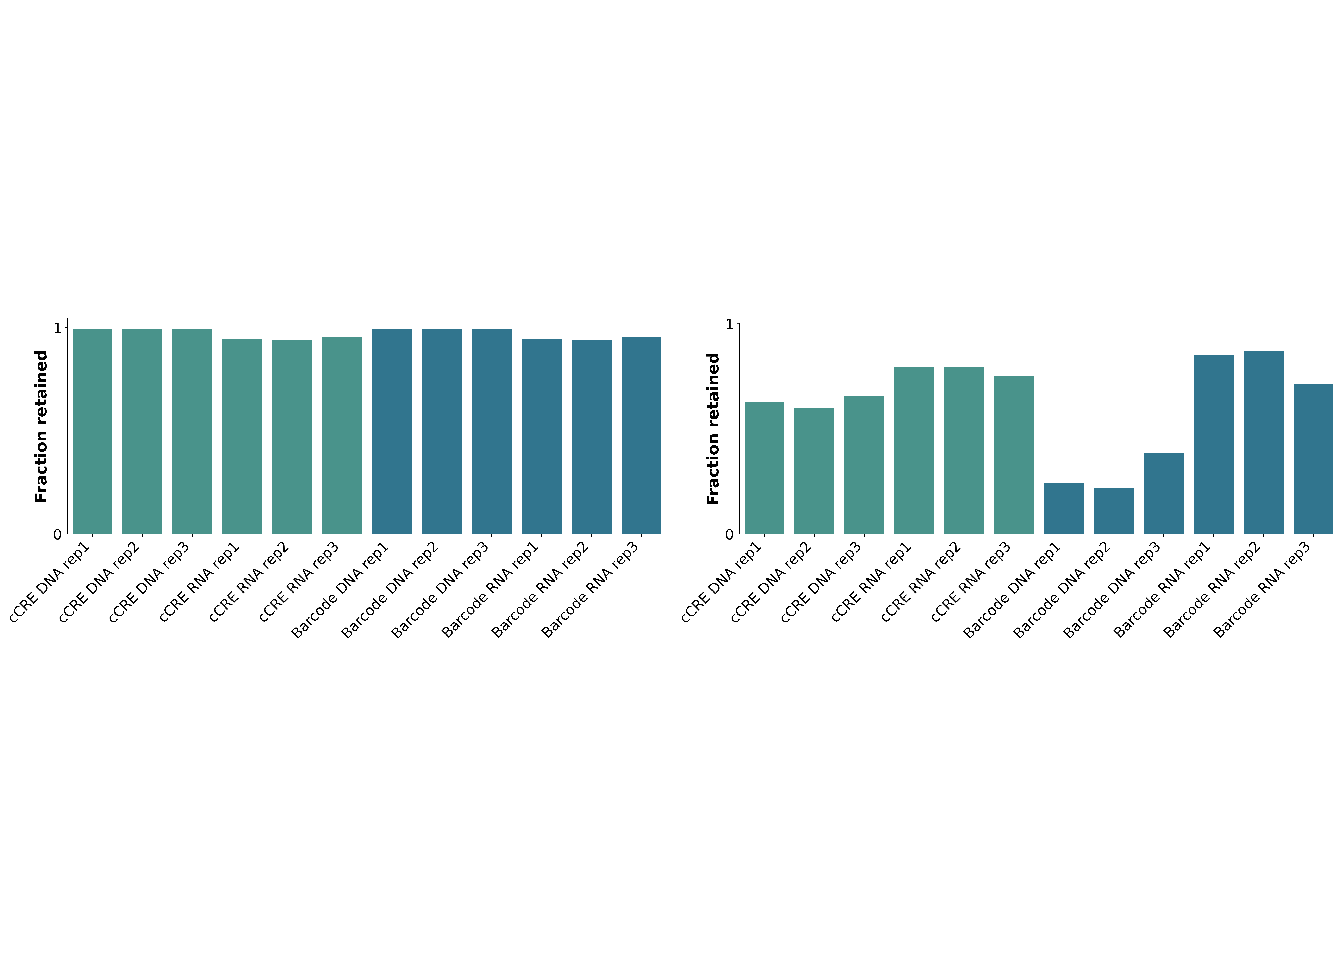 Fraction retained
1
0
cCRE DNA rep1
cCRE DNA rep2
cCRE DNA rep3
cCRE RNA rep1
cCRE RNA rep2
cCRE RNA rep3
Barcode DNA rep1
Barcode DNA rep2
Barcode DNA rep3
Barcode RNA rep1
Barcode RNA rep2
Barcode RNA rep3
Fraction retained
1
0
cCRE DNA rep1
cCRE DNA rep2
cCRE DNA rep3
cCRE RNA rep1
cCRE RNA rep2
cCRE RNA rep3
Barcode DNA rep1
Barcode DNA rep2
Barcode DNA rep3
Barcode RNA rep1
Barcode RNA rep2
Barcode RNA rep3